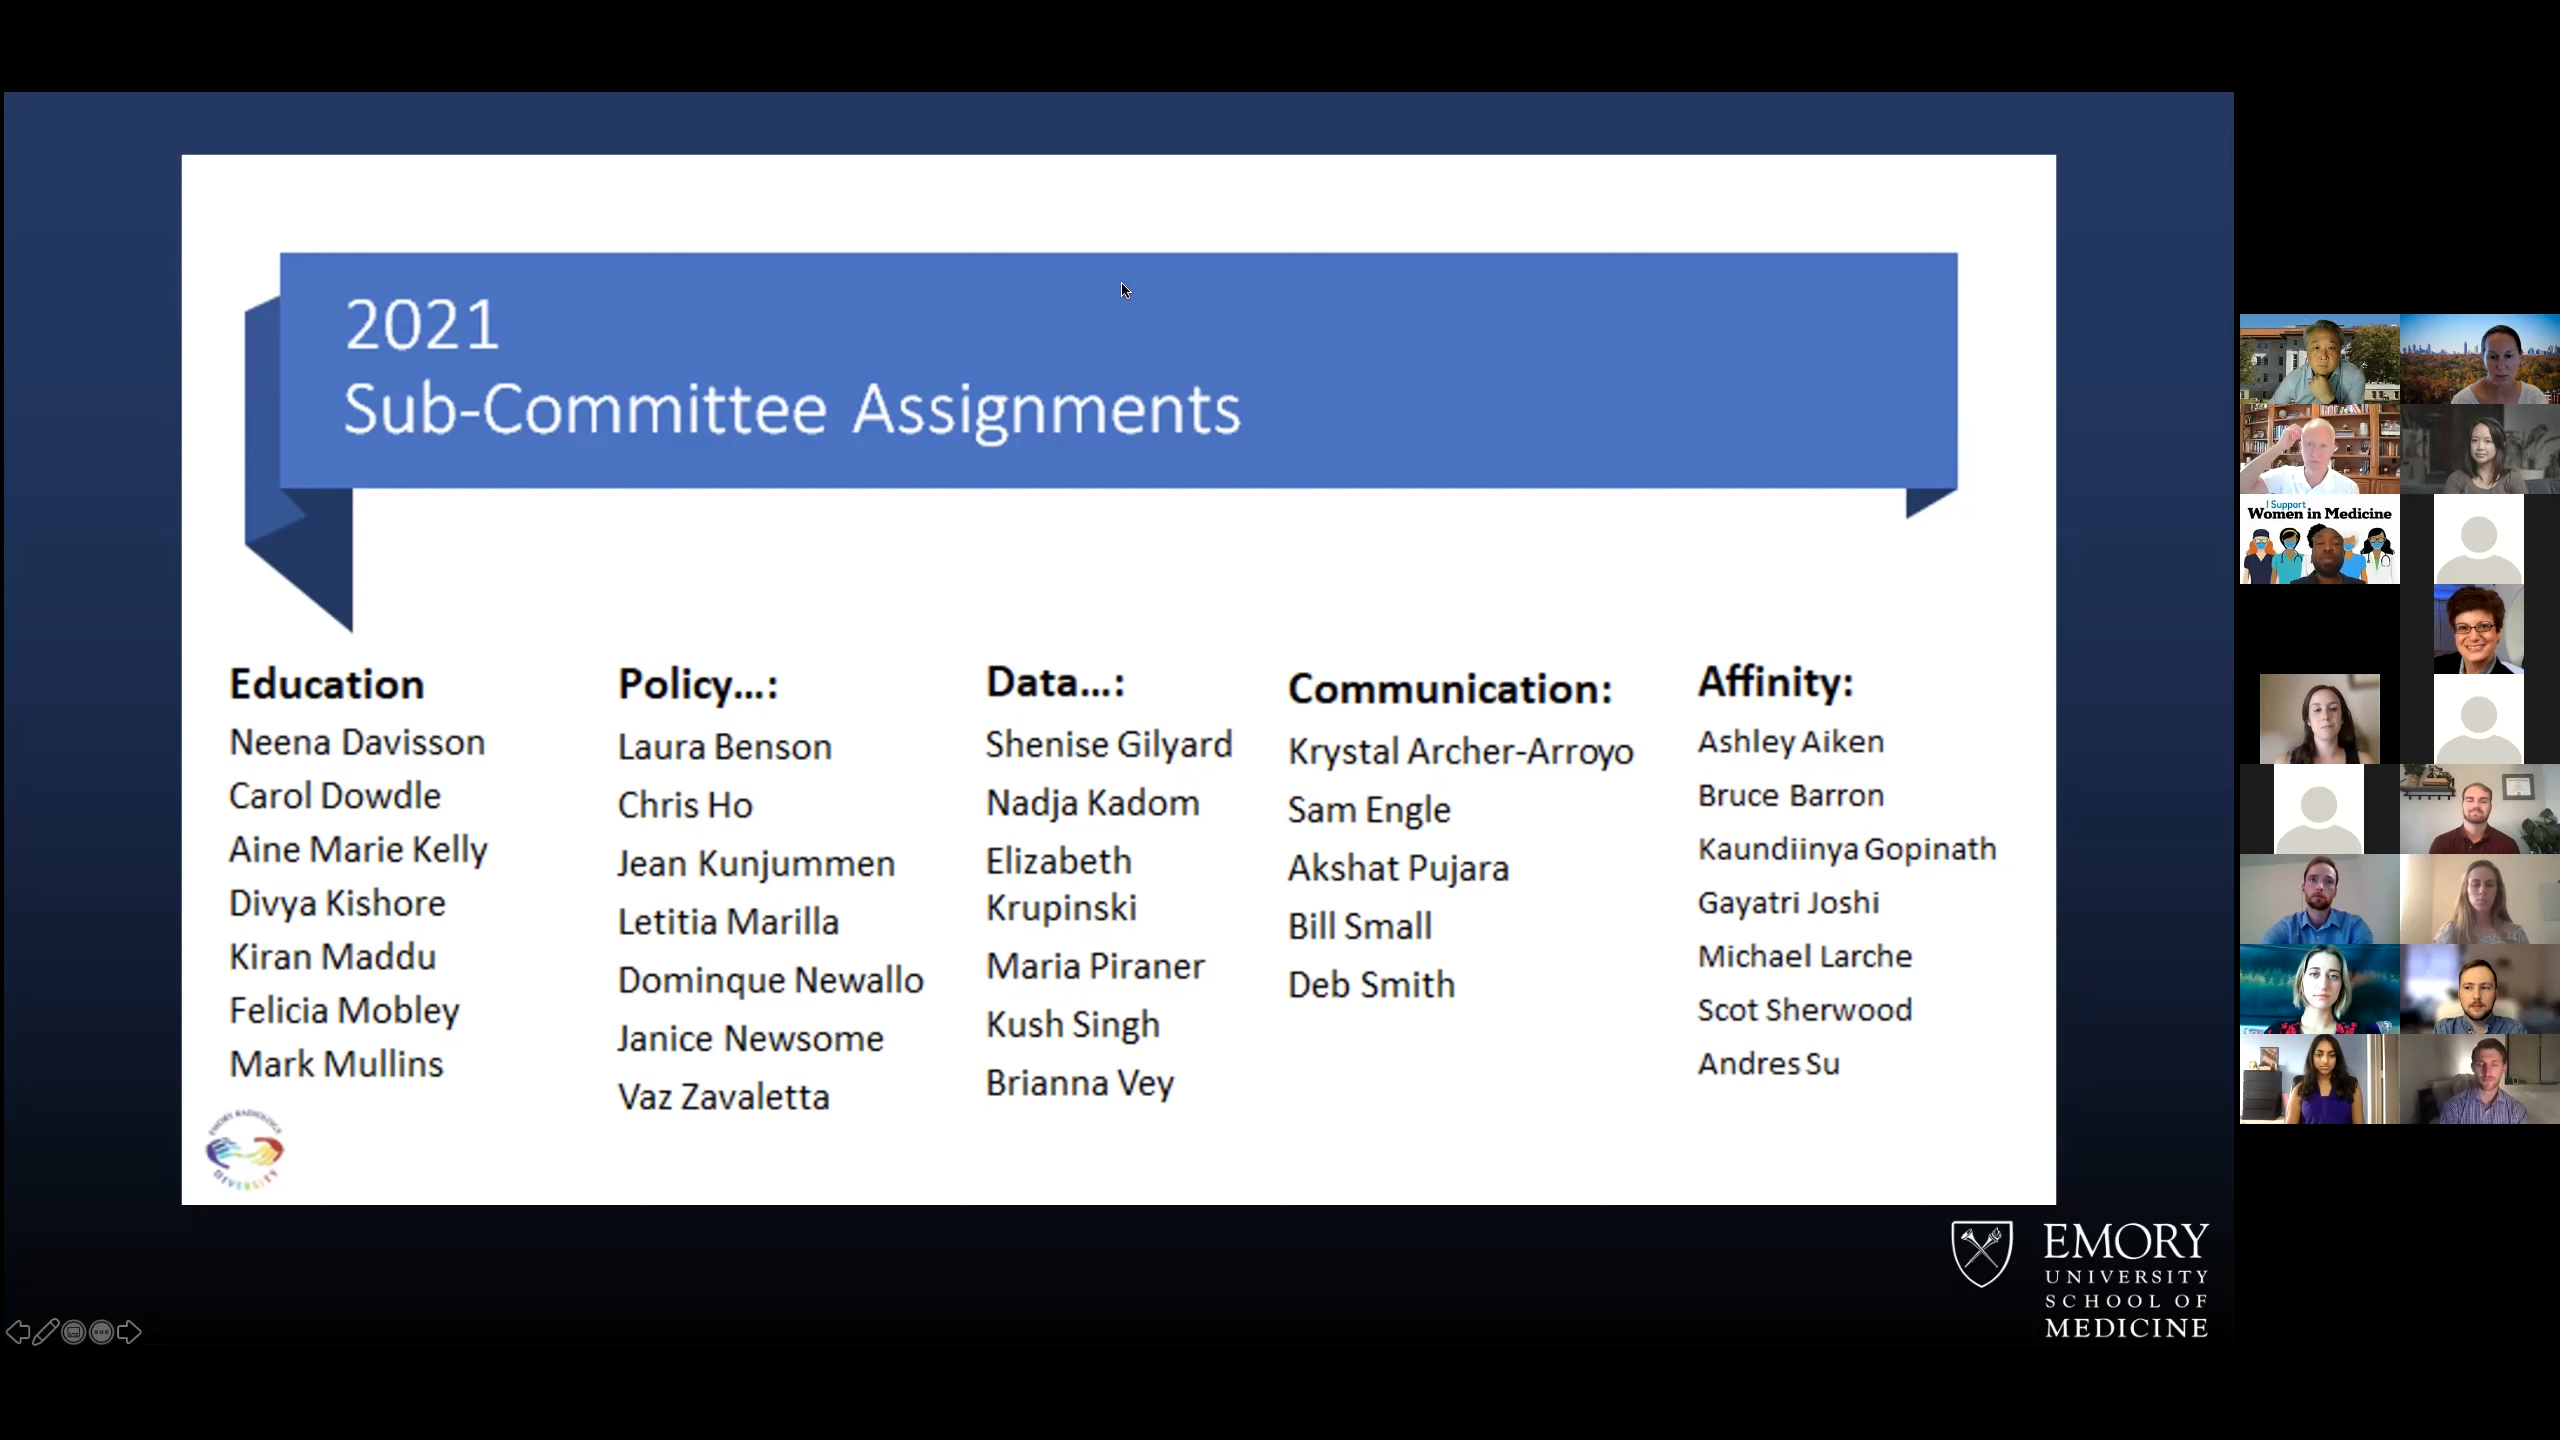 2021
Sub-Committee Assignments
Education
Neena Davisson
Carol Dowdle
Aine Marie Kelly
Divya Kishore
Kiran Maddu
Felicia Mobley
Mark Mullins
Policy...:
Laura Benson
Chris Ho
Jean Kunjummen
Letitia Marilla
Dominque Newallo
Janice Newsome
Vaz Zavaletta
Data...:
Shenise Gilyard
Nadja Kadom
Elizabeth
Krupinski
Maria Piraner
Kush Singh
Brianna Vey
Communication:
Krystal Archer-Arroyo
Sam Engle
Akshat Pujara
Bill Small
Deb Smith
Affinity:
Ashley Aiken
Bruce Barron
Kaundiinya Gopinath
Gayatri Joshi
Michael Larche
Scot Sherwood
Andres Su
EMORY RADIOLOGY
DIVERSITY
EMORY
UNIVERSITY
SCHOOL OF
MEDICINE
I Support
Women in Medicine